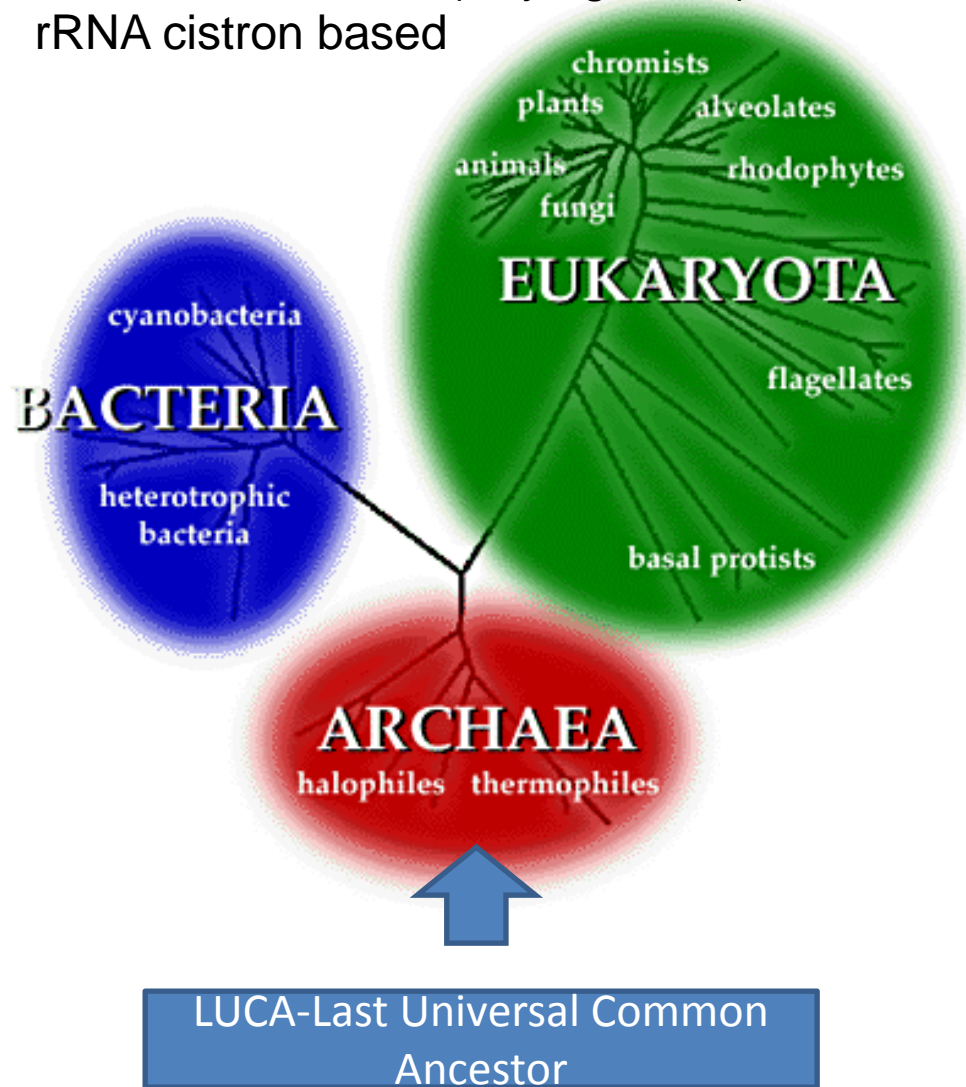 rRNA cistron based
chromists
plants
alveolates
animals
rhodophytes
fungi
EUKARYOTA
cyanobacteria
flagellates
BACTERIA
heterotrophic
bacteria
basal protists
ARCHAEA
halophiles thermophiles
LUCA-Last Universal Common
Ancestor